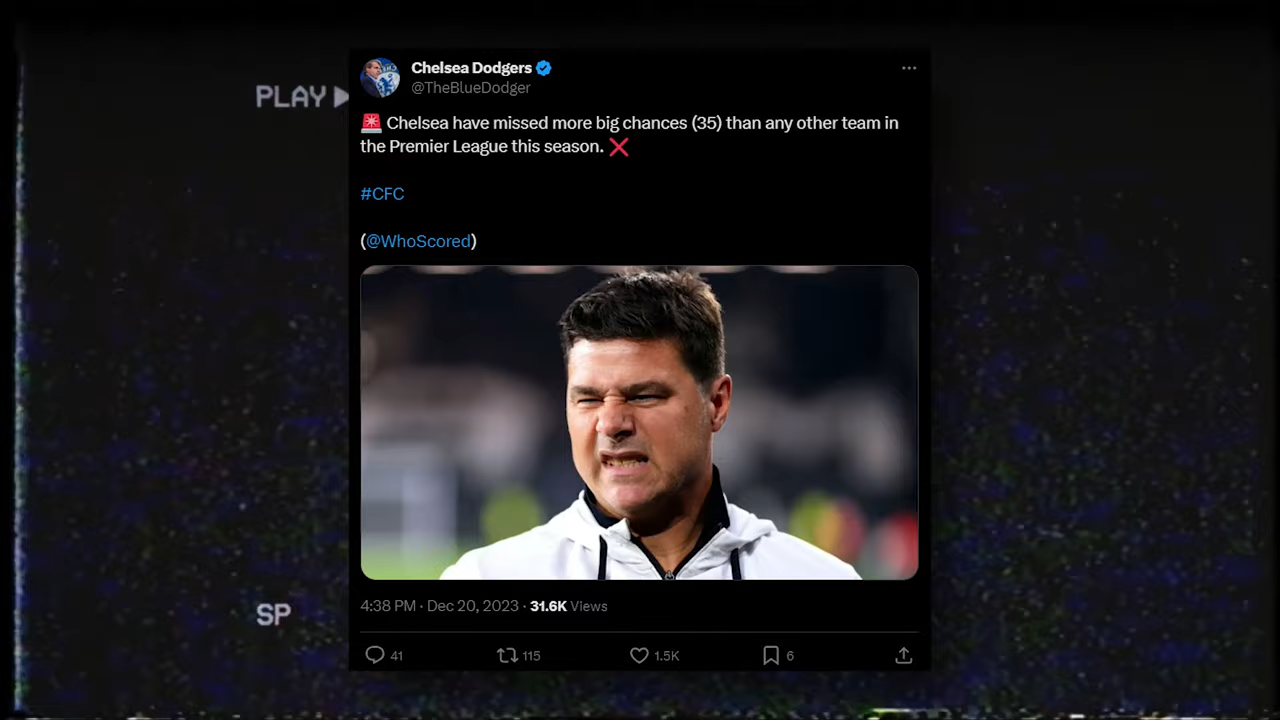 PLAY
Chelsea Dodgers
@TheBlueDodger
🚨 Chelsea have missed more big chances (35) than any other team in
the Premier League this season. ❌
#CFC
(@WhoScored)
4:38 PM · Dec 20, 2023 · 31.6K Views
41 115 1.5K 6
SP